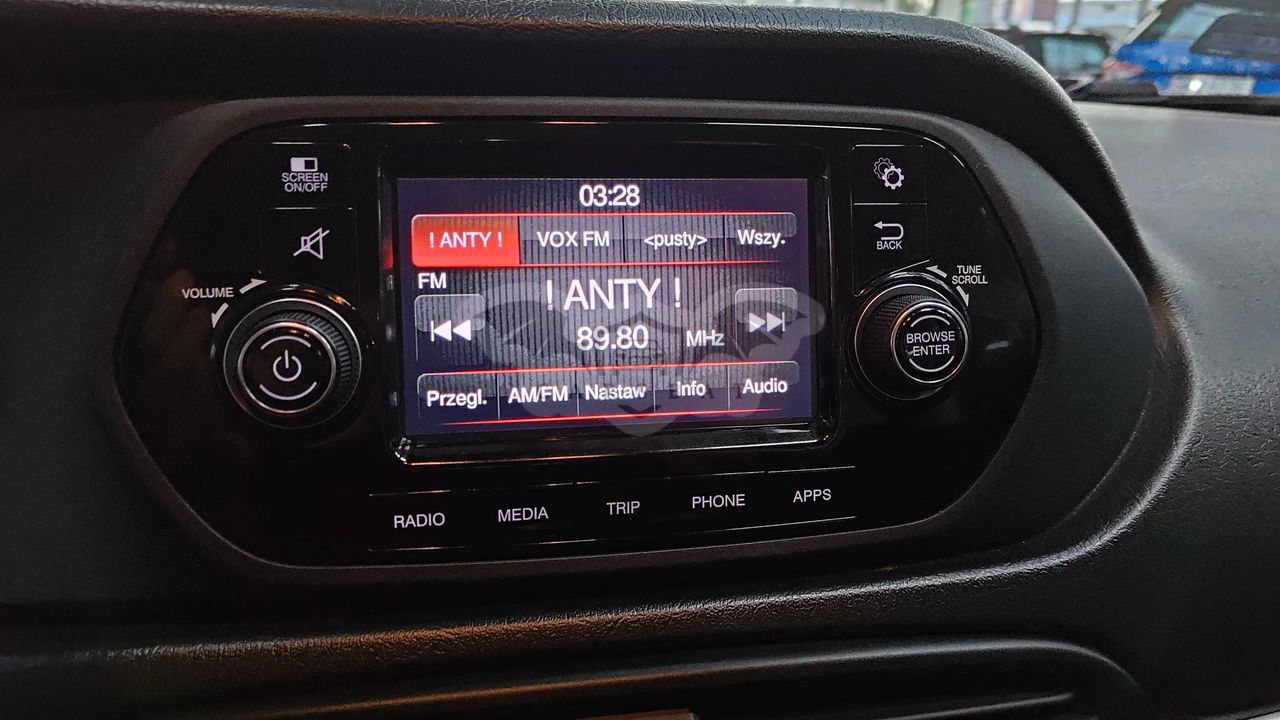 SCREEN
ON/OFF
VOLUME
03:28
! ANTY ! VOX FM <pusty> Wszy.
FM
! ANTY !
89.80 MHz
Przegl. AM/FM Nastaw Info Audio
BACK
TUNE
SCROLL
BROWSE
ENTER
RADIO MEDIA TRIP PHONE APPS